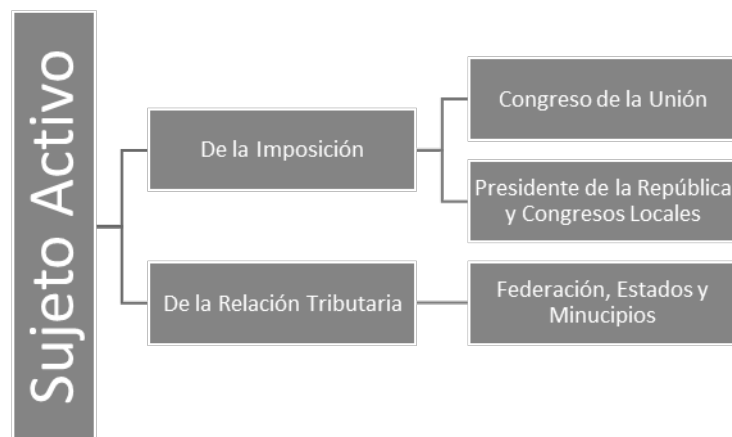 Sujeto Activo
De la Imposición
Congreso de la Unión
Presidente de la República
y Congresos Locales
De la Relación Tributaria
Federación, Estados y
Minucipios